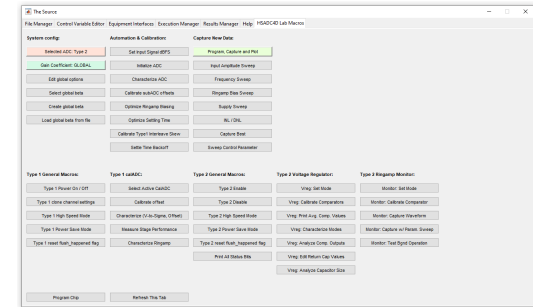 The Source
File Manager Control Variable Editor Equipment Interfaces Execution Manager Results Manager Help HSADC4D Lab Macros
System config: Automation & Calibration: Capture New Data:
Selected ADC: Type 2 Set Input Signal dBFS Program, Capture and Plot
Gain Coefficient: GLOBAL Initialize ADC Input Amplitude Sweep
Edit global options Characterize ADC Frequency Sweep
Select global beta Calibrate subADC offsets Ringamp Bias Sweep
Create global beta Optimize Ringamp Biasing Supply Sweep
Load global beta from file Optimize Settling Time INL / DNL
Calibrate Type1 Interleave Skew Capture Best
Settle Time Backoff Sweep Control Parameter
Type 1 General Macros: Type 1 calADC: Type 2 General Macros: Type 2 Voltage Regulator: Type 2 Ringamp Monitor:
Type 1 Power On / Off Select Active CalADC Type 2 Enable Vreg: Set Mode Monitor: Set Mode
Type 1 clone channel settings Calibrate offset Type 2 Disable Vreg: Calibrate Comparators Monitor: Calibrate Comparator
Type 1 High Speed Mode Characterize (V-to-Sigma, Offset) Type 2 High Speed Mode Vreg: Print Avg. Comp. Values Monitor: Capture Waveform
Type 1 Power Save Mode Measure Stage Performance Type 2 Power Save Mode Vreg: Characterize Modes Monitor: Capture w/ Param. Sweep
Type 1 reset flush_happened flag Characterize Ringamp Type 2 reset flush_happened flag Vreg: Analyze Comp. Outputs Monitor: Test Bgnd Operation
Print All Status Bits Vreg: Edit Return Cap Values
Vreg: Analyze Capacitor Size
Program Chip Refresh This Tab